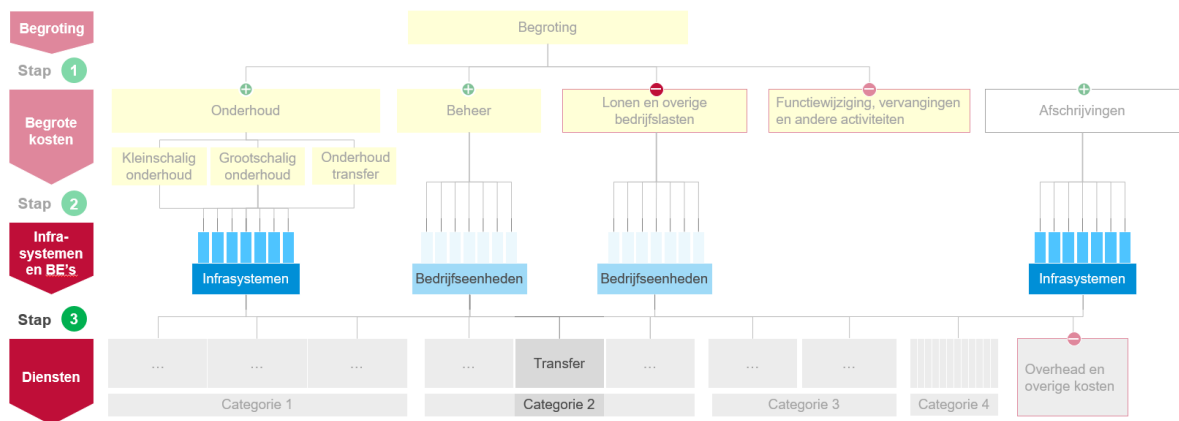 Begroting
Begroting
Stap 1
Begrote
kosten
Onderhoud
Beheer
Lonen en overige
bedrijfslasten
Functiewijziging, vervangingen
en andere activiteiten
Afschrijvingen
Kleinschalig
onderhoud
Grootschalig
onderhoud
Onderhoud
transfer
Stap 2
Infra-
systemen
en BE's
Infrasystemen
Bedrijfseenheden
Bedrijfseenheden
Infrasystemen
Stap 3
Diensten
...
...
...
...
Transfer
...
...
...
Overhead en
overige kosten
Categorie 1
Categorie 2
Categorie 3
Categorie 4